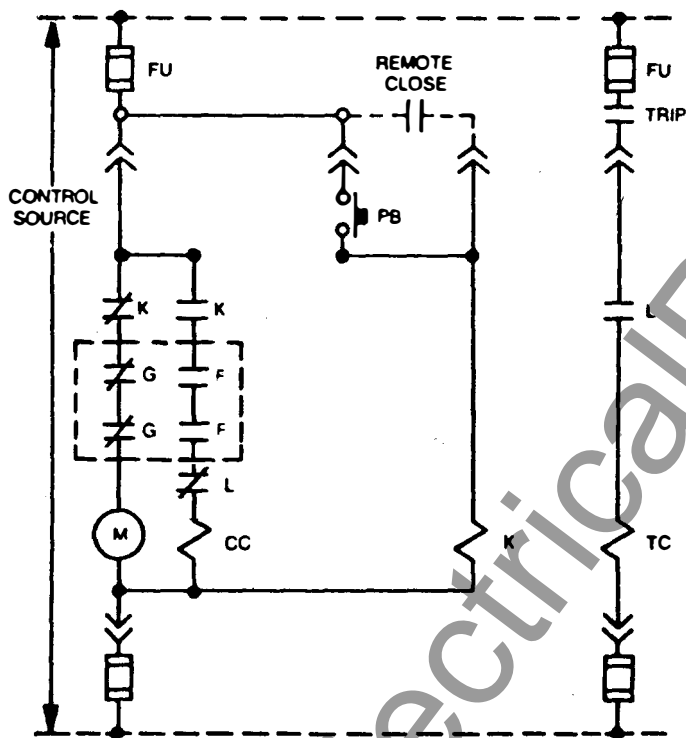 FU
REMOTE
CLOSE
FU
TRIP
CONTROL
SOURCE
PB
K
K
L
G
F
G
F
L
M
CC
K
TC